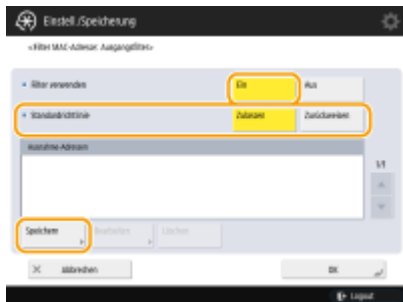 Einstell./Speicherung
<Filter MAC-Adresse: Ausgangsfilter>
Filter verwenden
Ein
Aus
Standardrichtlinie
Zulassen
Zurückweisen
Ausnahme-Adressen
1/1
Speichern
Bearbeiten
Löschen
Abbrechen
OK
Logout